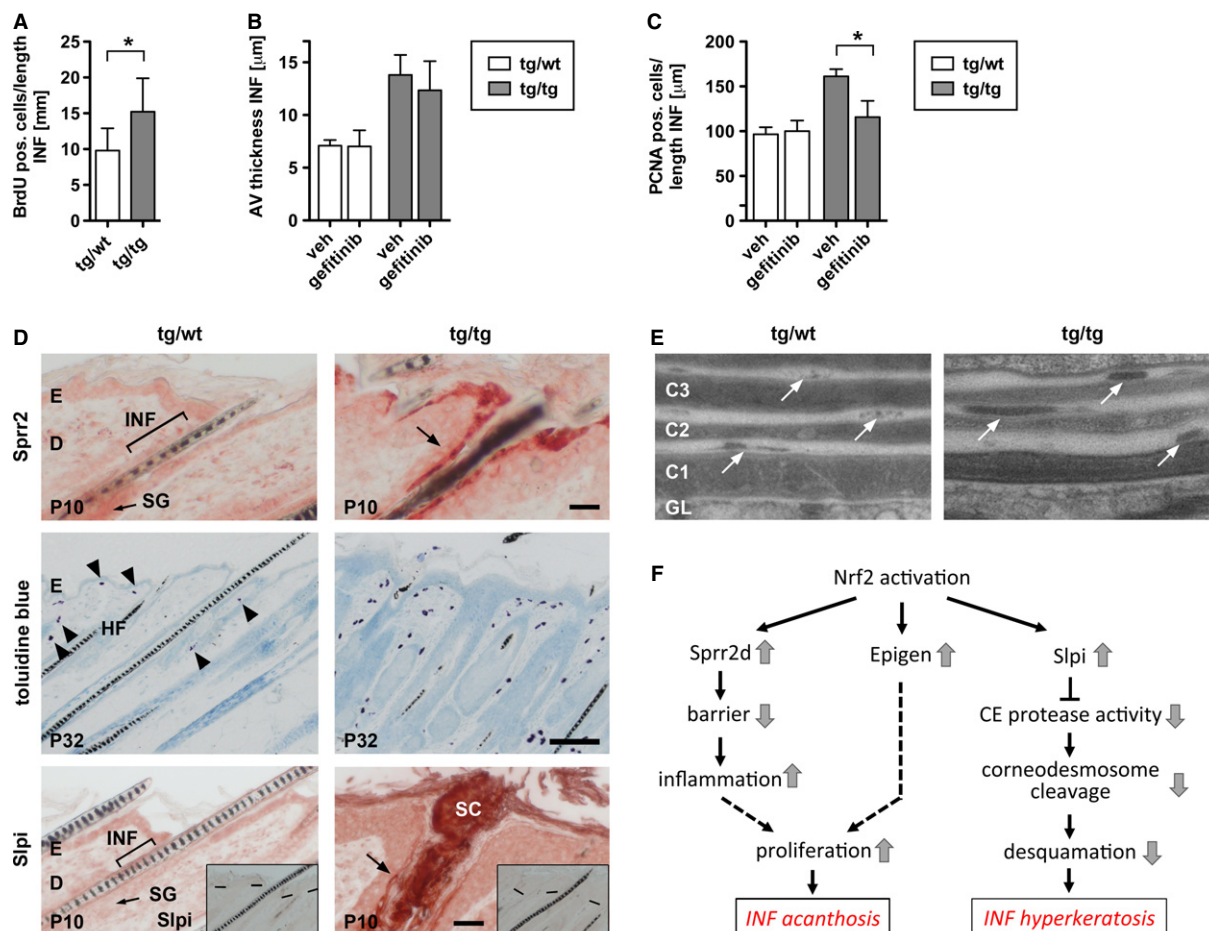 A
BrdU pos. cells/length
INF [mm]
25
20
15
10
5
0
*
tg/wt
tg/tg
B
AV thickness INF [µm]
15
10
5
0
veh
gefitinib
veh
gefitinib
tg/wt
tg/tg
C
PCNA pos. cells/
length INF [µm]
200
150
100
50
0
*
veh
gefitinib
veh
gefitinib
tg/wt
tg/tg
D
tg/wt
tg/tg
Sprr2
E
INF
D
SG
P10
P10
toluidine blue
E
HF
P32
P32
Slpi
INF
E
D
SG
P10
Slpi
SC
P10
E
tg/wt
tg/tg
C3
C2
C1
GL
F
Nrf2 activation
Sprr2d
Epigen
Slpi
barrier
CE protease activity
inflammation
corneodesmosome
cleavage
proliferation
desquamation
INF acanthosis
INF hyperkeratosis